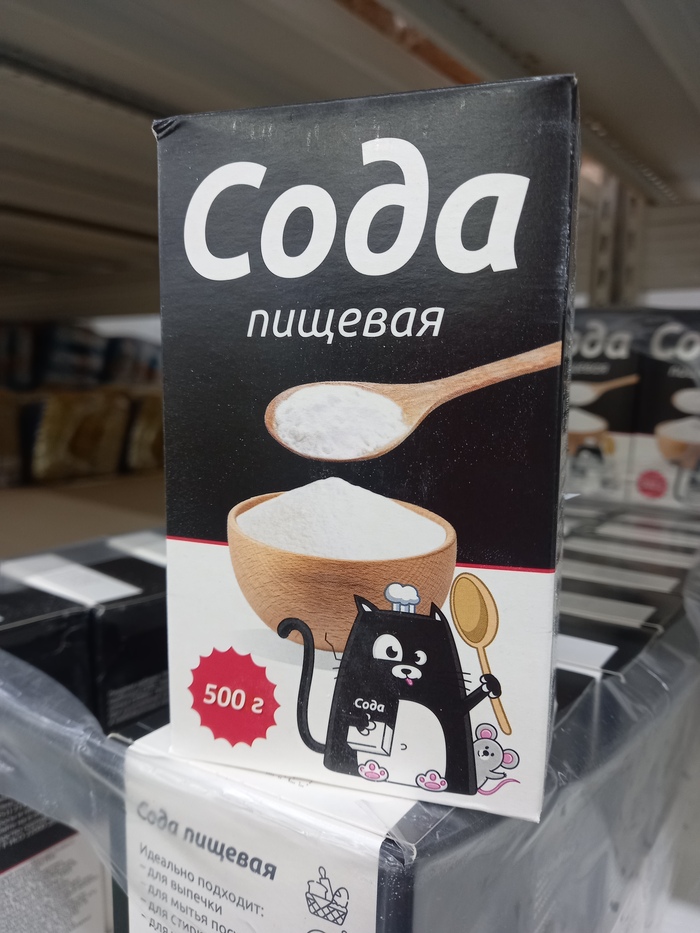 Сода
пищевая
500 г
Сода
Сода пищевая
Идеально подходит:
- для выпечки
- для мытья